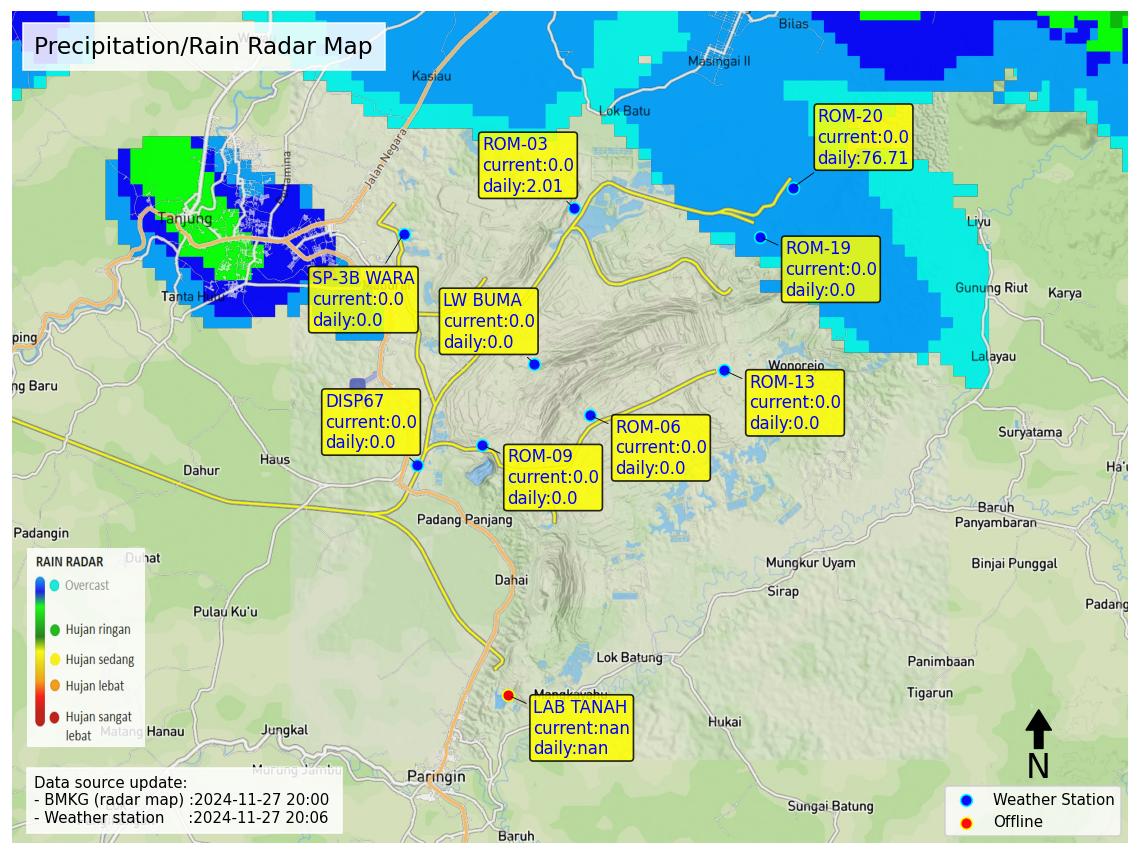 Precipitation/Rain Radar Map
Bilas
Masingai II
Kasiau
Lok Batu
Jalan Negara
ROM-20
current:0.0
daily:76.71
ROM-03
current:0.0
daily:2.01
Tanjung
Liyu
ROM-19
current:0.0
daily:0.0
SP-3B WARA
current:0.0
daily:0.0
LW BUMA
current:0.0
daily:0.0
Gunung Riut
Karya
ping
Lalayau
Wonorejo
ng Baru
ROM-13
current:0.0
daily:0.0
DISP67
current:0.0
daily:0.0
ROM-06
current:0.0
daily:0.0
Suryatama
ROM-09
current:0.0
daily:0.0
Haus
Dahur
Ha'u
Baruh
Panyambaran
Padang Panjang
Padangin
Duhat
Binjai Punggal
Mungkur Uyam
Dahai
Sirap
Padang
Pulau Ku'u
RAIN RADAR
Overcast
Hujan ringan
Hujan sedang
Hujan lebat
Hujan sangat
lebat
Lok Batung
Panimbaan
Tigarun
LAB TANAH
current:nan
daily:nan
Hukai
Matang Hanau
Jungkal
Murung Jambu
Paringin
Sungai Batung
Baruh
Data source update:
- BMKG (radar map) :2024-11-27 20:00
- Weather station :2024-11-27 20:06
N
Weather Station
Offline